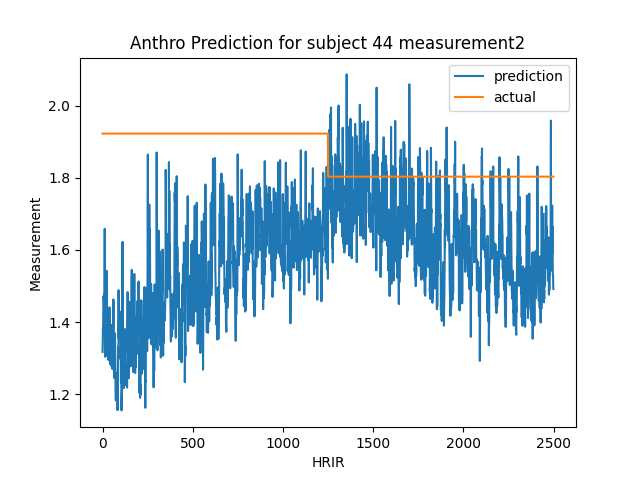 Anthro Prediction for subject 44 measurement2
prediction
actual
2.0
1.8
1.6
1.4
1.2
Measurement
0
500
1000
1500
2000
2500
HRIR